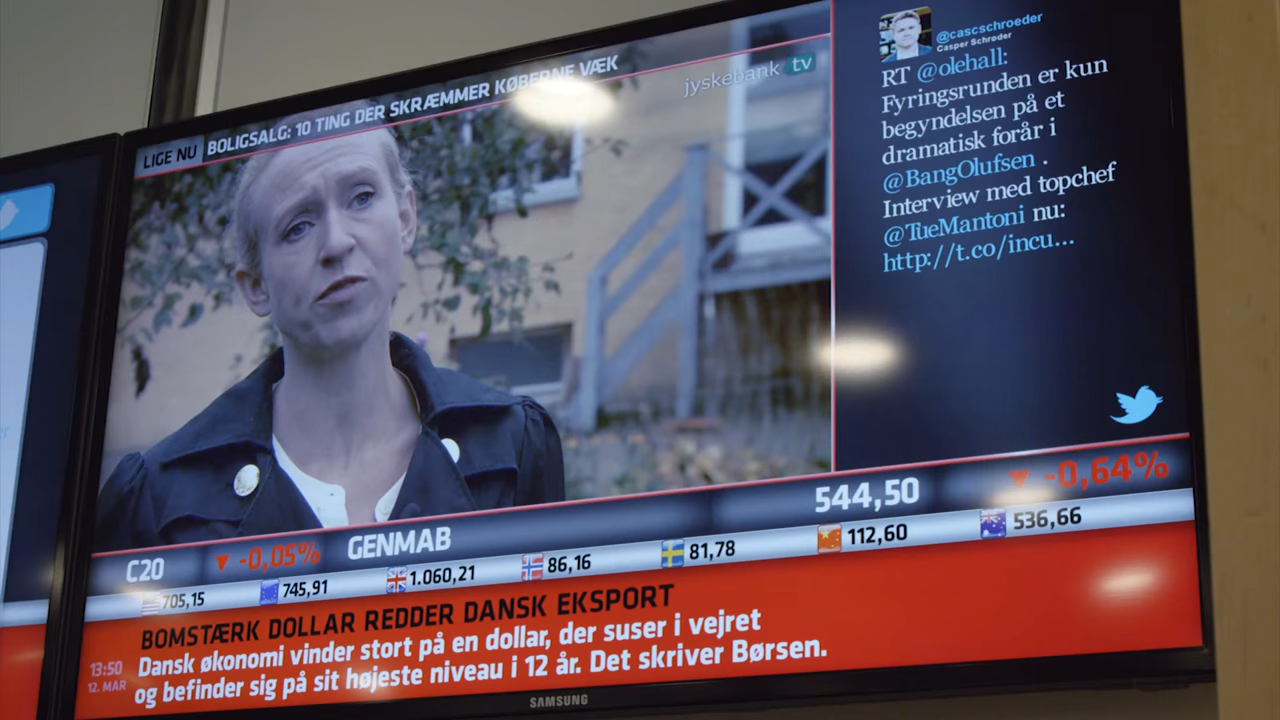 LIGE NU BOLIGSALG: 10 TING DER SKRÆMMER KØBERNE VÆK
jyskebank tv
@cascschroeder
Casper Schrøder
RT @olehall:
Fyringsrunden er kun
begyndelsen på et
dramatisk forår i
@BangOlufsen .
Interview med topchef
@TueMantoni nu:
http://t.co/incu...
C20 ▼ -0,05% GENMAB 544,50 ▼ -0,64%
705,15 745,91 1.060,21 86,16 81,78 112,60 536,66
BOMSTÆRK DOLLAR REDDER DANSK EKSPORT
13:50
12. MAR
Dansk økonomi vinder stort på en dollar, der suser i vejret
og befinder sig på sit højeste niveau i 12 år. Det skriver Børsen.
SAMSUNG